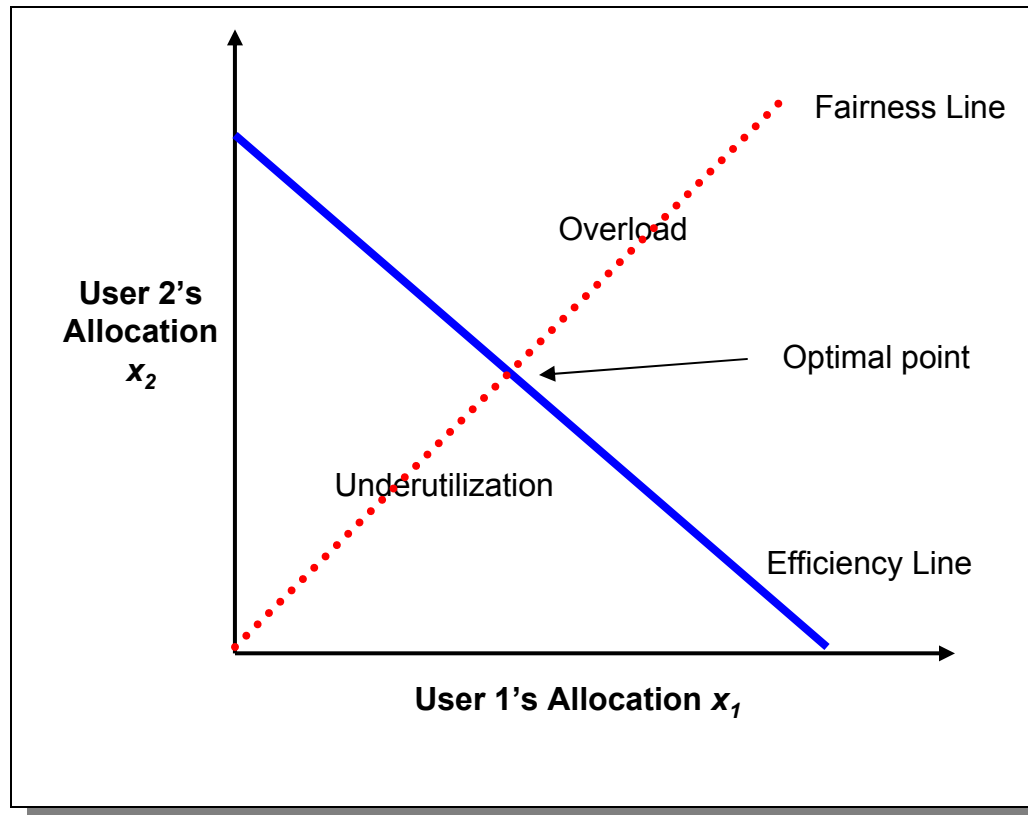 Fairness Line
Overload
User 2’s
Allocation
x2
Optimal point
Underutilization
Efficiency Line
User 1’s Allocation x1